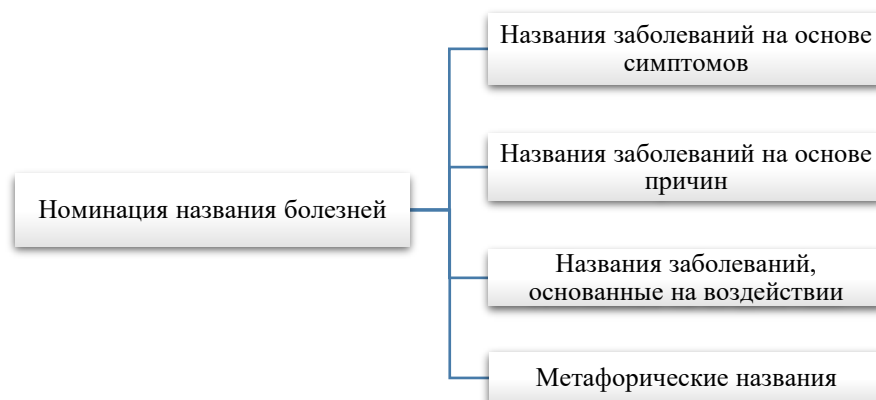 Названия заболеваний на основе
симптомов
Названия заболеваний на основе
причин
Номинация названия болезней
Названия заболеваний,
основанные на воздействии
Метафорические названия